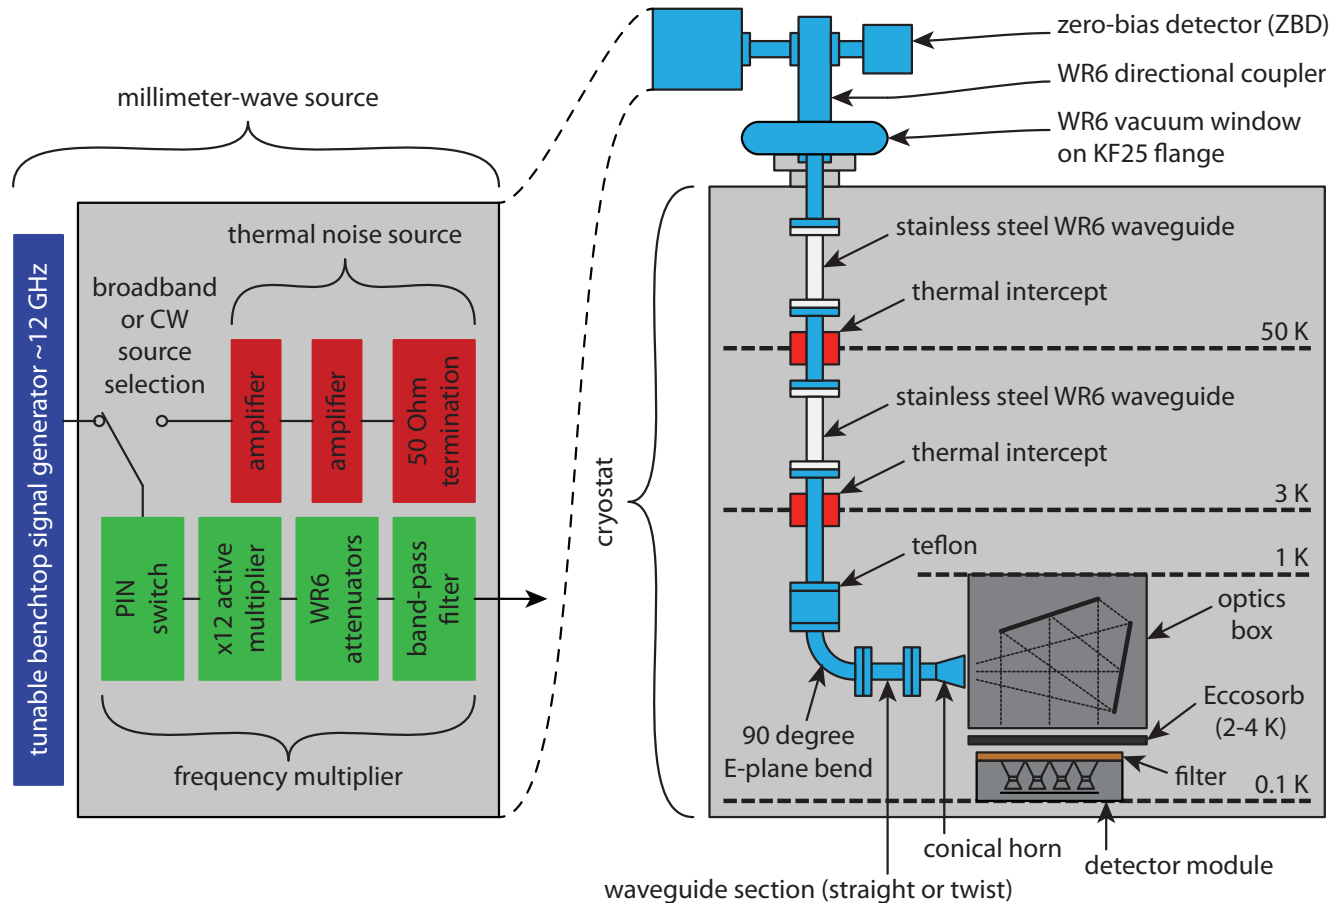 millimeter-wave source
tunable benchtop signal generator ~12 GHz
thermal noise source
broadband
or CW
source
selection
amplifier
amplifier
50 Ohm
termination
PIN
switch
x12 active
multiplier
WR6
attenuators
band-pass
filter
frequency multiplier
zero-bias detector (ZBD)
WR6 directional coupler
WR6 vacuum window
on KF25 flange
cryostat
stainless steel WR6 waveguide
thermal intercept
50 K
stainless steel WR6 waveguide
thermal intercept
3 K
teflon
1 K
optics
box
Eccosorb
(2-4 K)
90 degree
E-plane bend
filter
0.1 K
conical horn
detector module
waveguide section (straight or twist)